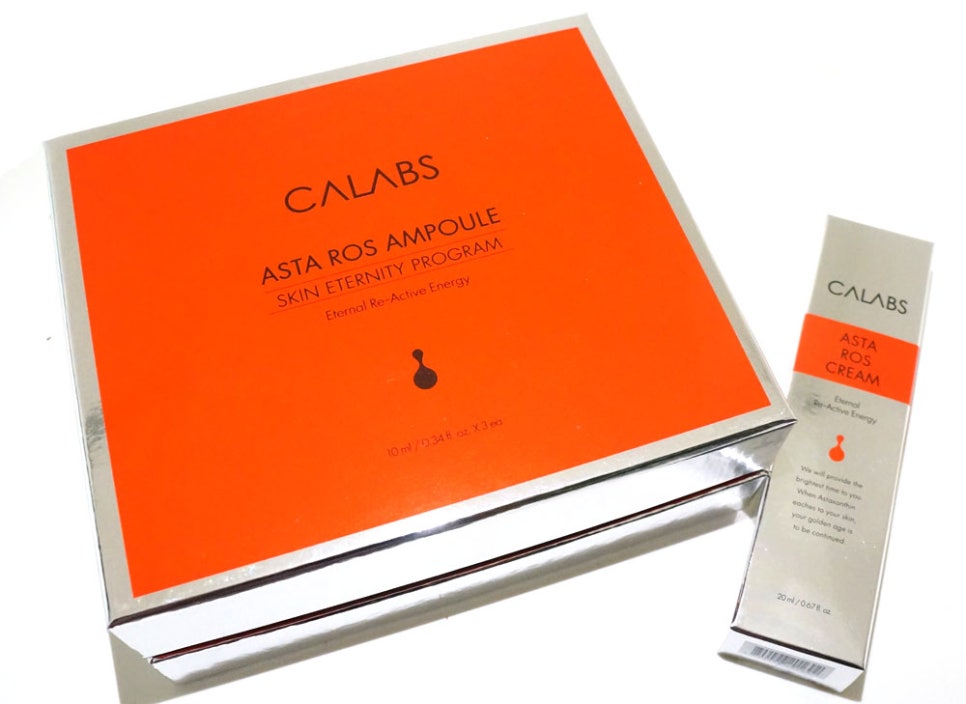 CALABS
ASTA ROS AMPOULE
SKIN ETERNITY PROGRAM
Eternal Re-Active Energy
10 ml / 0.34 fl. oz. X 3 ea
CALABS
ASTA
ROS
CREAM
Eternal
Re-Active Energy
We will provide the
brightest time to you.
When Astaxanthin
eaches to your skin,
your golden age is
to be continued.
20 ml / 0.67 fl. oz.